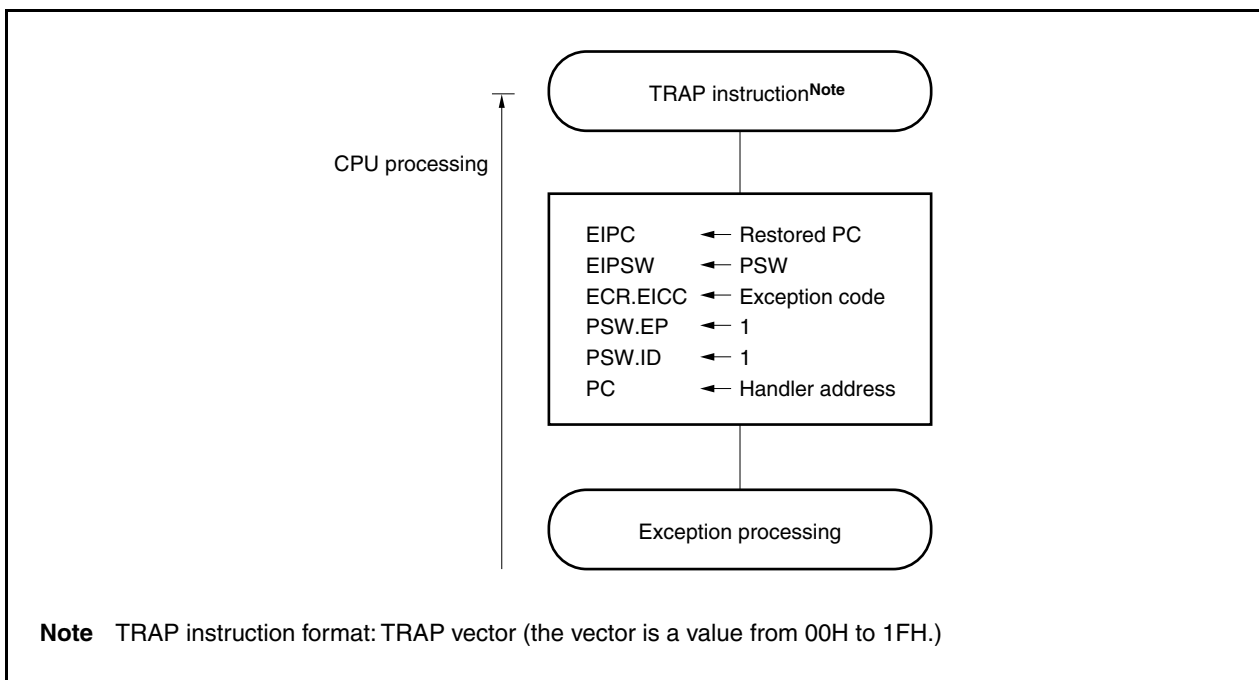 TRAP instructionNote
CPU processing
EIPC ← Restored PC
EIPSW ← PSW
ECR.EICC ← Exception code
PSW.EP ← 1
PSW.ID ← 1
PC ← Handler address
Exception processing
Note TRAP instruction format: TRAP vector (the vector is a value from 00H to 1FH.)